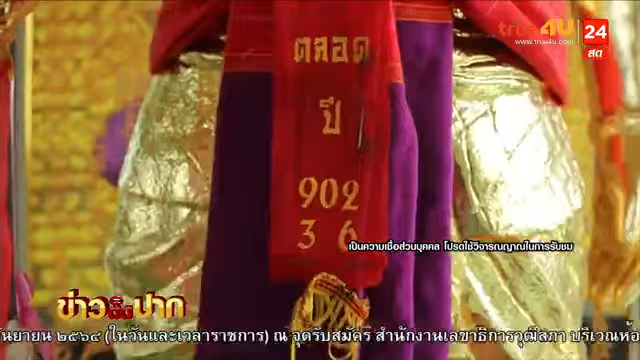 true4U
www.true4u.com
24
สด
ตลอด
ปี
902
3 6
เป็นความเชื่อส่วนบุคคล โปรดใช้วิจารณญาณในการรับชม
ข่าวติดปาก
กันยายน ๒๕๖๔ (ในวันและเวลาราชการ) ณ จุดรับสมัคร สำนักงานเลขาธิการวุฒิสภา บริเวณห้อ